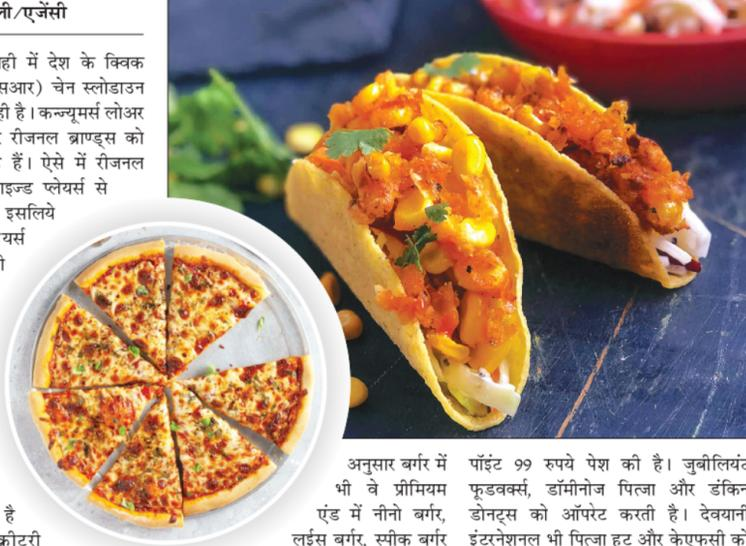 ली/एजेंसी
ही में देश के क्विक
सआर) चेन स्लोडाउन
ही है। कन्ज्यूमर्स लोअर
रीजनल ब्राण्ड्स को
हैं। ऐसे में रीजनल
इज्ड प्लेयर्स से
इसलिये
यर्स
है
क्रीटरी
अनुसार बर्गर में
भी वे प्रीमियम
एंड में नीनो बर्गर,
लईस बर्गर, स्पीक बर्गर
पॉइंट 99 रुपये पेश की है। जुबीलियंट
फूडवर्क्स, डॉमीनोज पित्जा और डंकिन
डोनट्स को ऑपरेट करती है। देवयानी
इंटरनेशनल भी पित्जा हट और केएफसी क